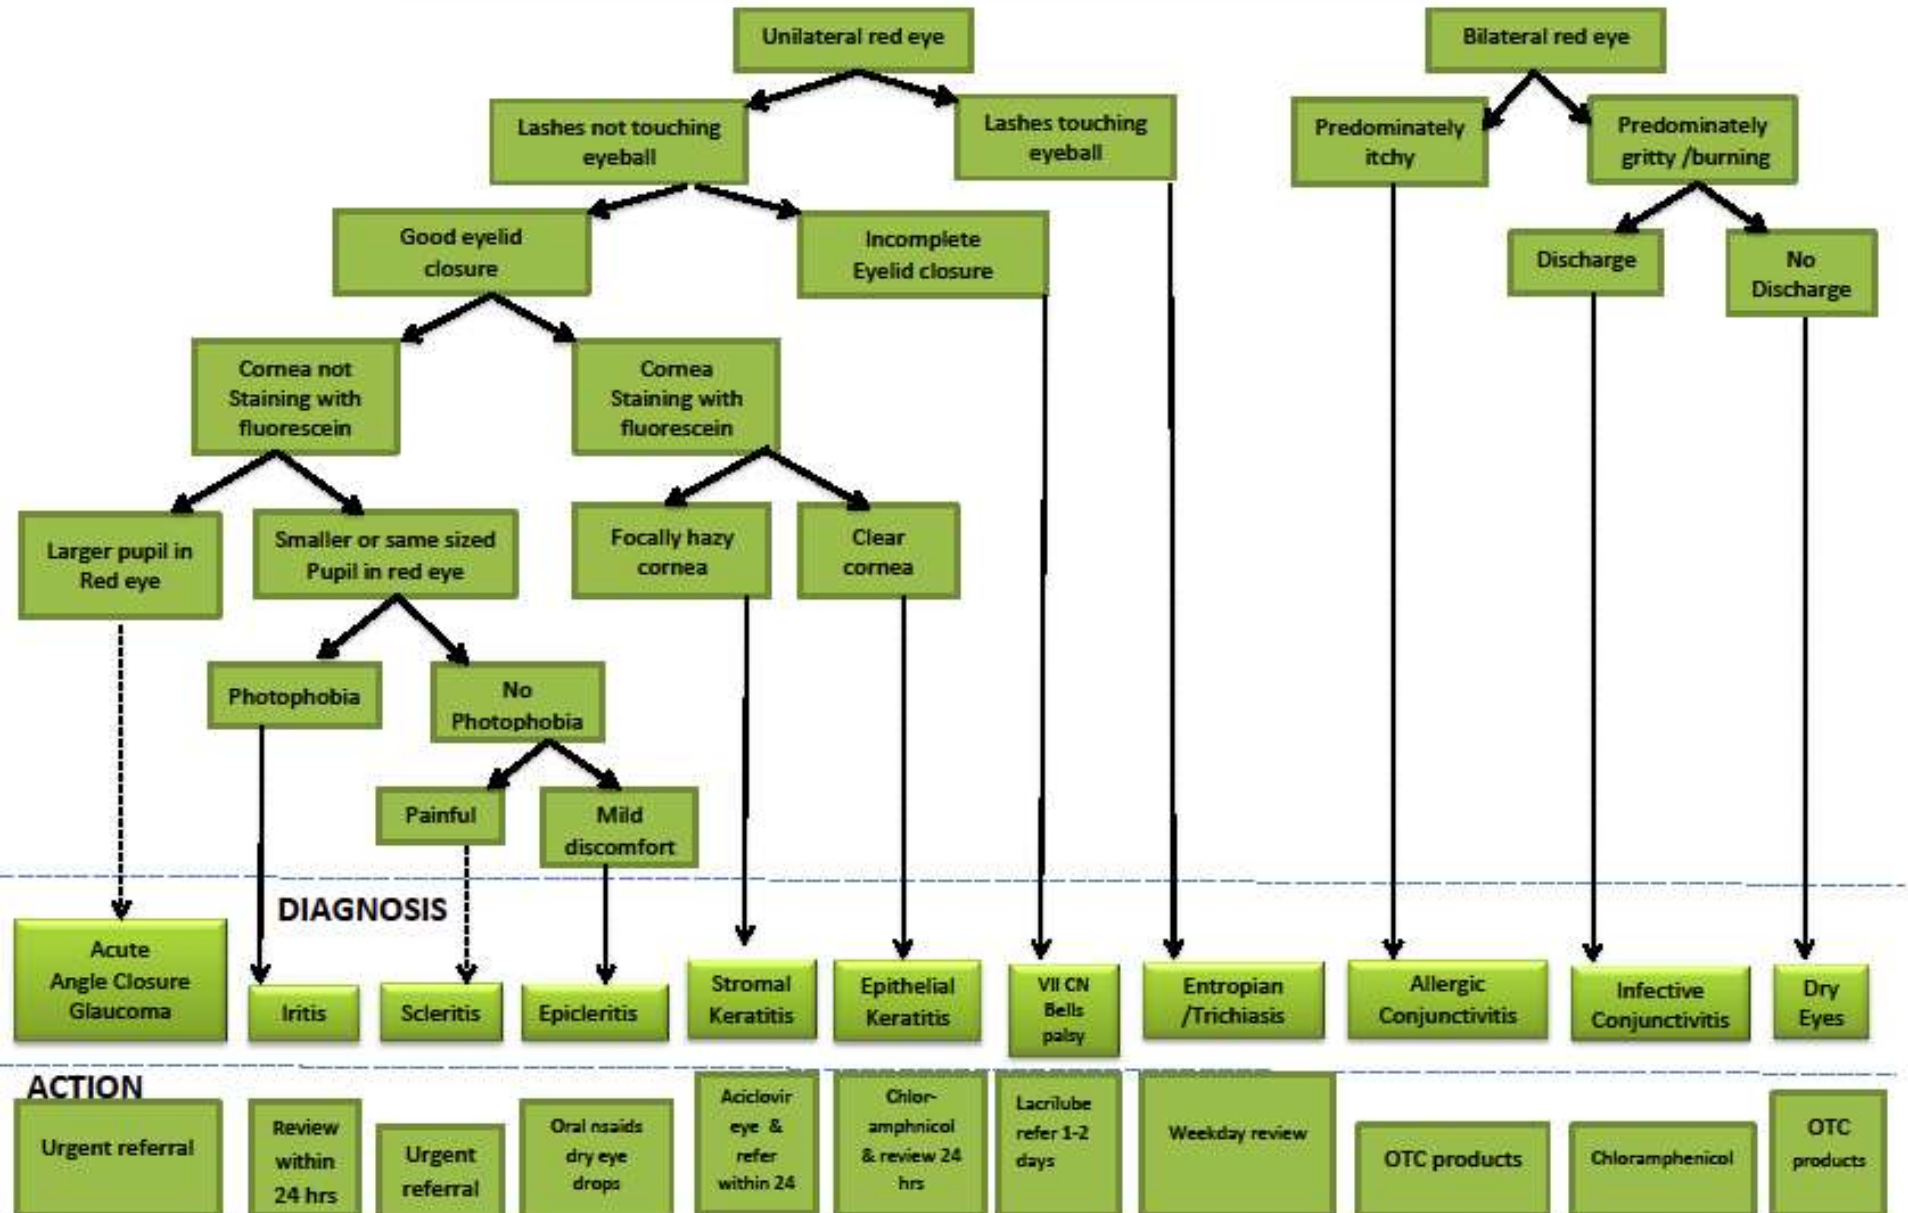 Unilateral red eye
Bilateral red eye
Lashes not touching
eyeball
Lashes touching
eyeball
Predominately
itchy
Predominately
gritty /burning
Good eyelid
closure
Incomplete
Eyelid closure
Discharge
No
Discharge
Cornea not
Staining with
fluorescein
Cornea
Staining with
fluorescein
Larger pupil in
Red eye
Smaller or same sized
Pupil in red eye
Focally hazy
cornea
Clear
cornea
Photophobia
No
Photophobia
Painful
Mild
discomfort
DIAGNOSIS
Acute
Angle Closure
Glaucoma
Iritis
Scleritis
Epicleritis
Stromal
Keratitis
Epithelial
Keratitis
VII CN
Bells
palsy
Entropian
/Trichiasis
Allergic
Conjunctivitis
Infective
Conjunctivitis
Dry
Eyes
ACTION
Urgent referral
Review
within
24 hrs
Urgent
referral
Oral nsaids
dry eye
drops
Aciclovir
eye &
refer
within 24
Chlor-
amphnicol
& review 24
hrs
Lacrilube
refer 1-2
days
Weekday review
OTC products
Chloramphenicol
OTC
products